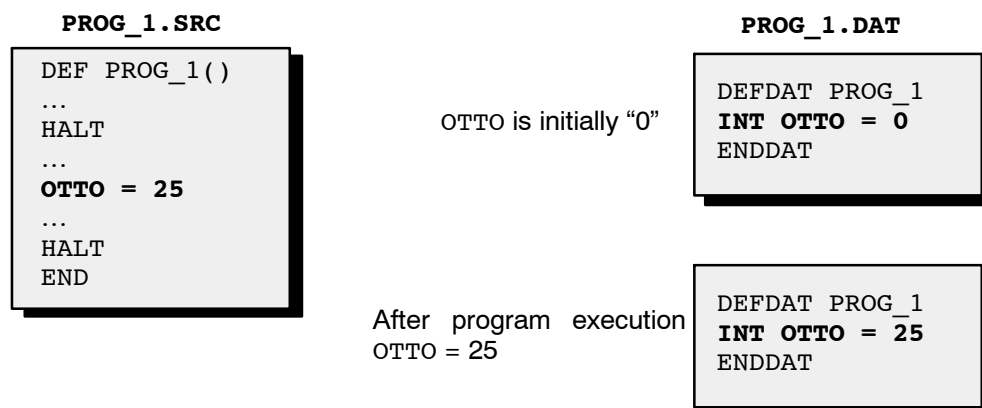 PROG_1.SRC
DEF PROG_1()
…
HALT
…
OTTO = 25
…
HALT
END
PROG_1.DAT
OTTO is initially “0”
DEFDAT PROG_1
INT OTTO = 0
ENDDAT
After program execution
OTTO = 25
DEFDAT PROG_1
INT OTTO = 25
ENDDAT